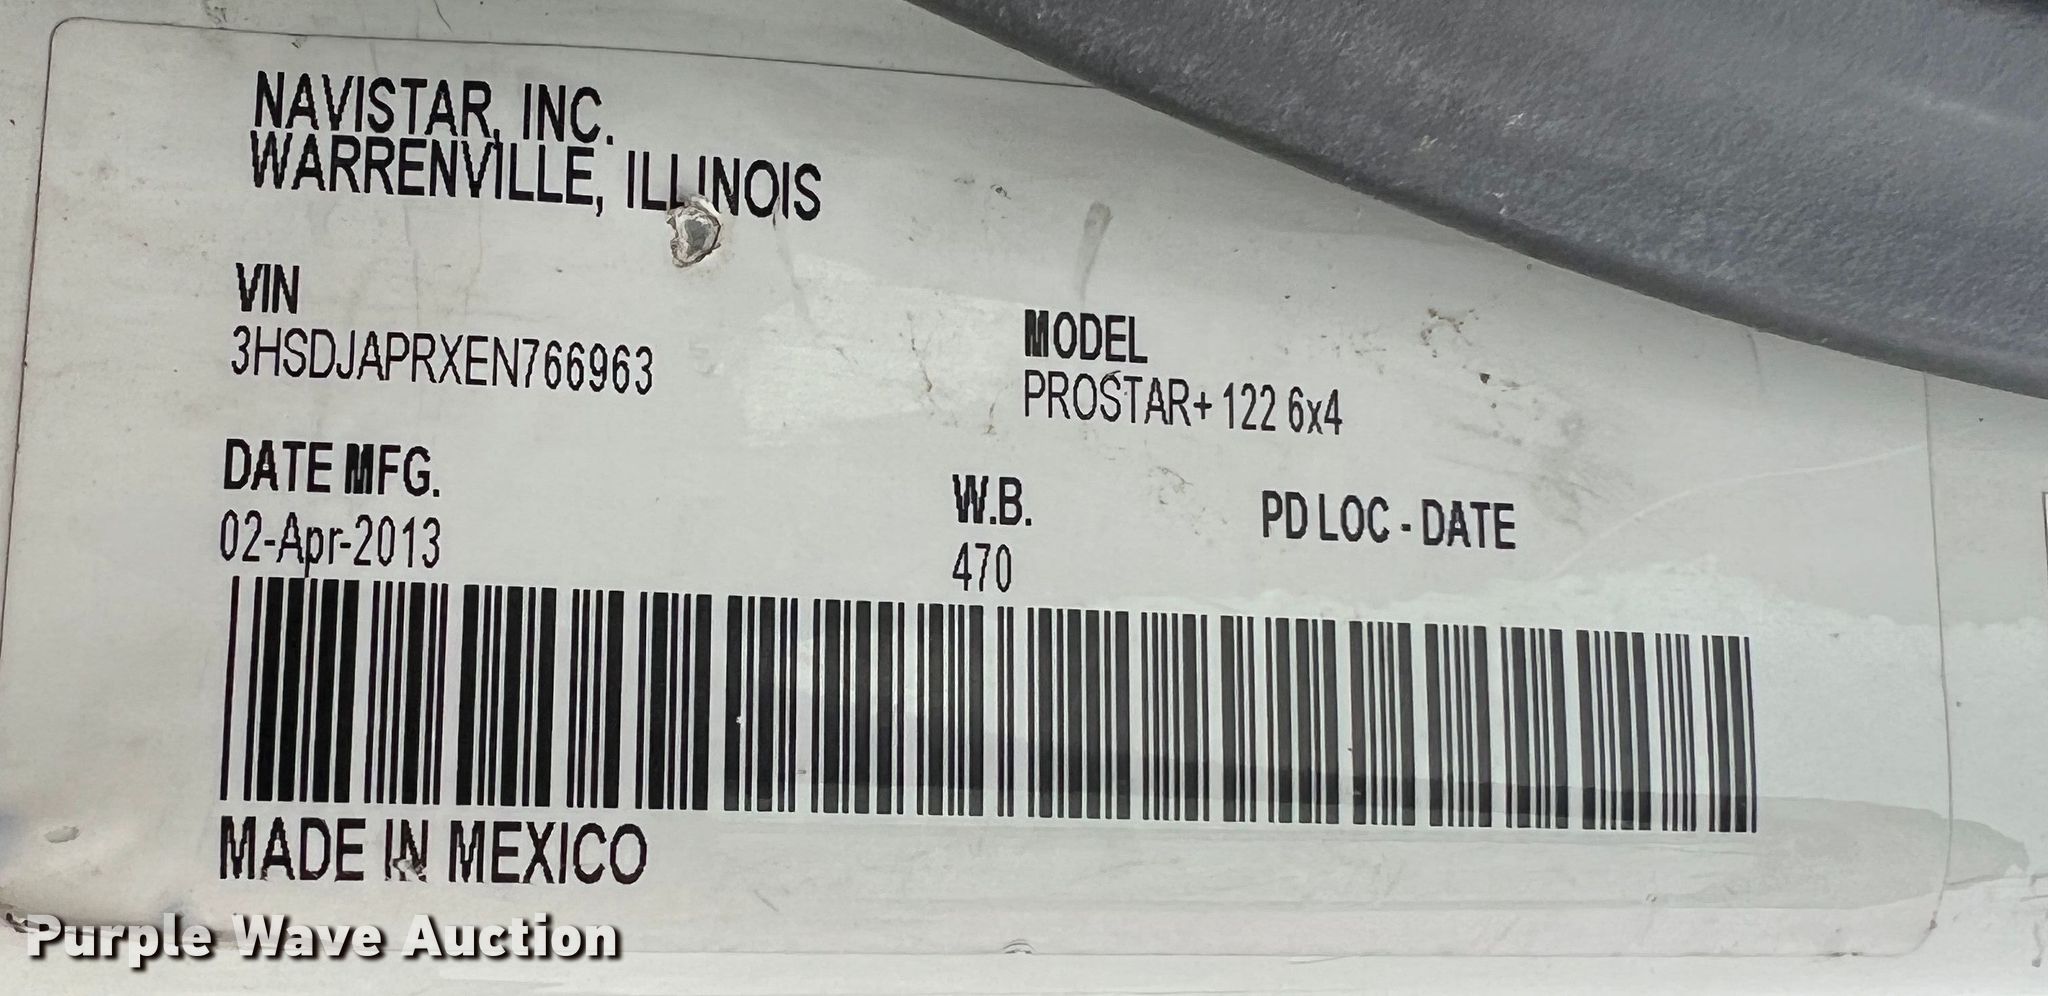 NAVISTAR, INC.
WARRENVILLE, ILLINOIS
VIN
3HSDJAPRXEN766963
MODEL
PROSTAR+ 122 6x4
DATE MFG.
02-Apr-2013
W.B.
470
PD LOC - DATE
MADE IN MEXICO
Purple Wave Auction